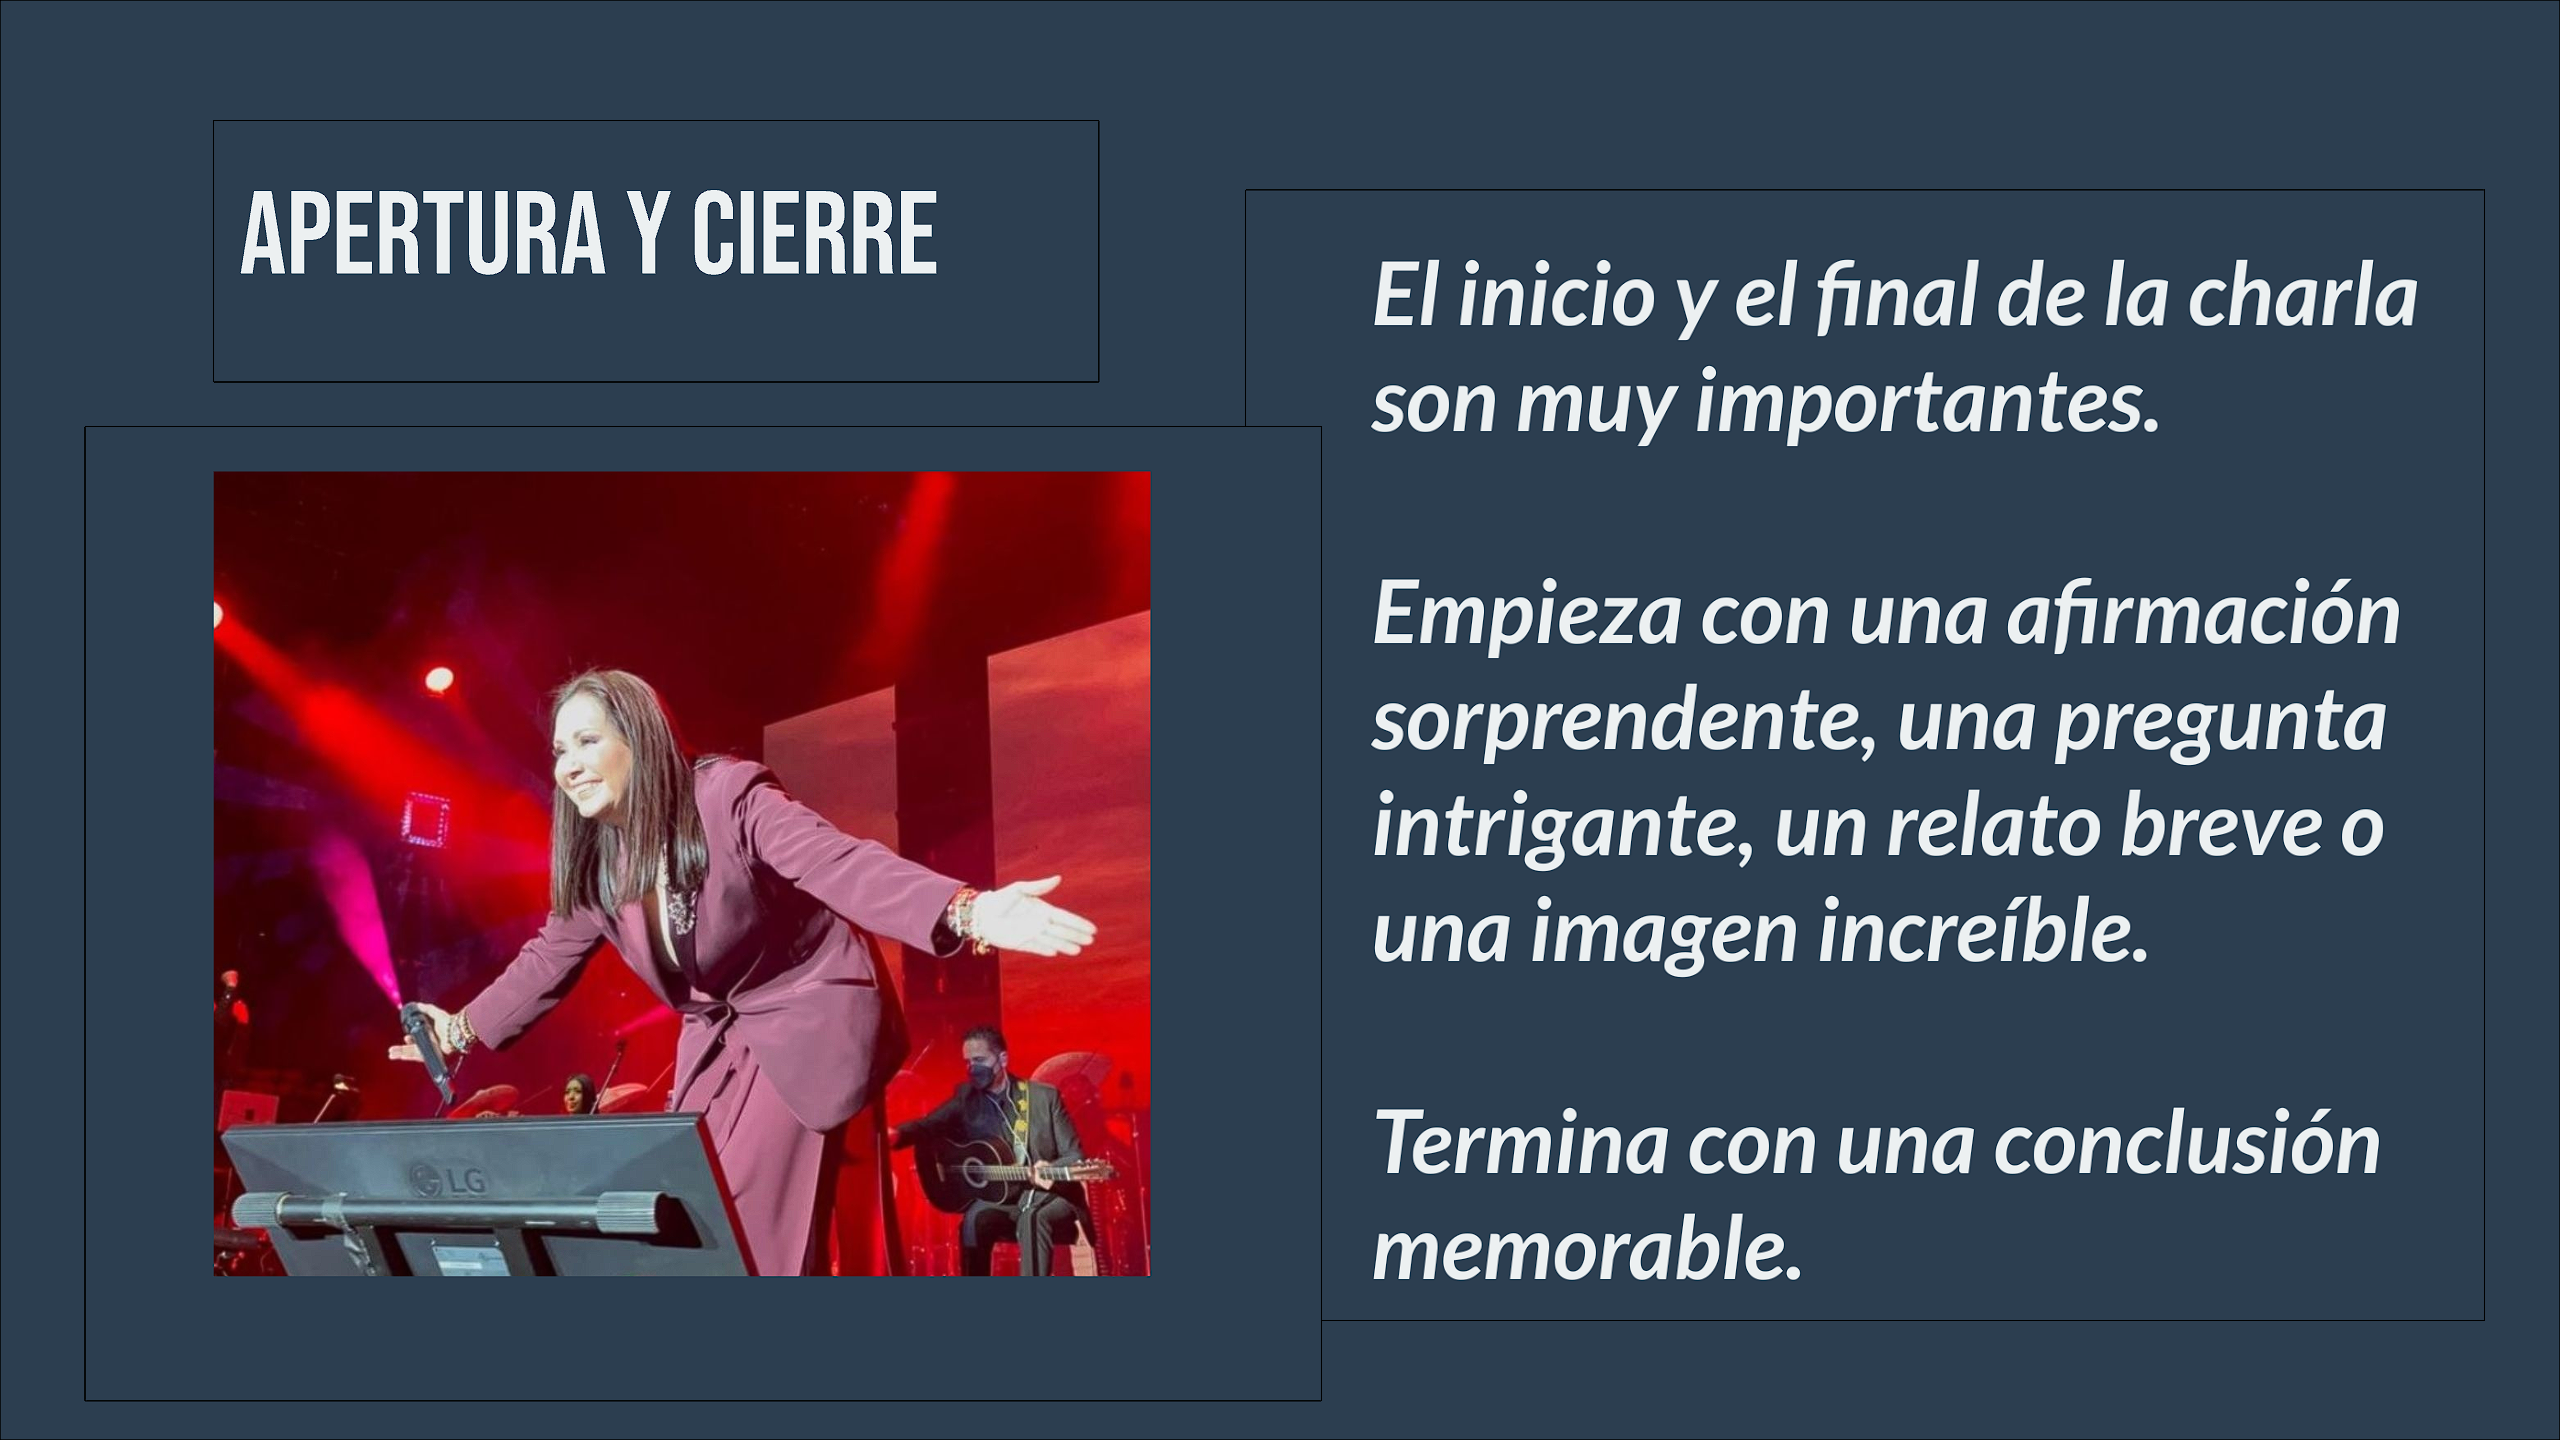 APERTURA Y CIERRE
El inicio y el final de la charla
son muy importantes.
Empieza con una afirmación
sorprendente, una pregunta
intrigante, un relato breve o
una imagen increíble.
Termina con una conclusión
memorable.
LG